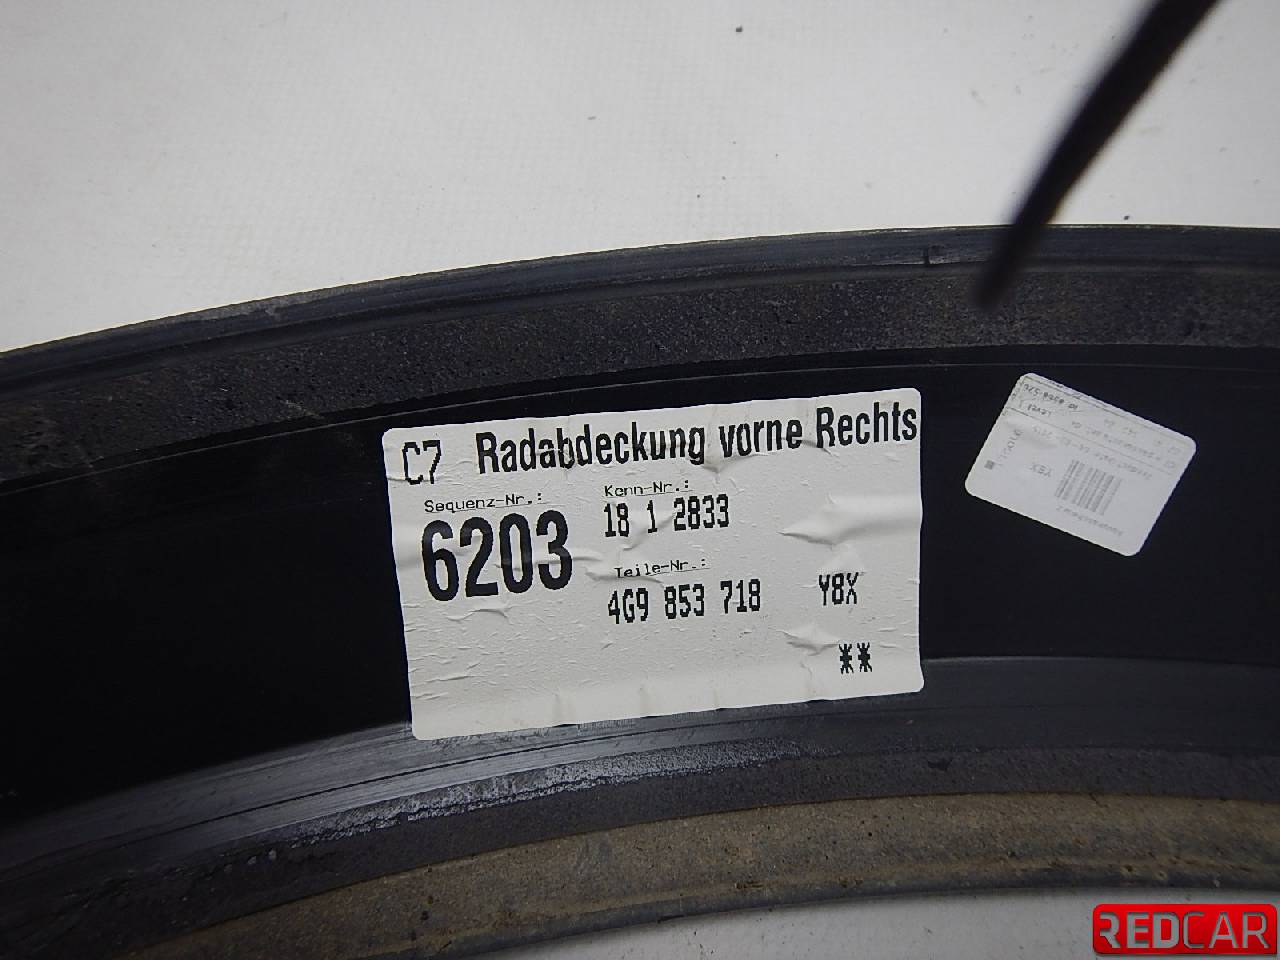 C7 Radabdeckung vorne Rechts
Sequenz-Nr.: Kenn-Nr.:
6203 18 1 2833
Teile-Nr.:
4G9 853 718 Y8X
**
Y8X
REDCAR